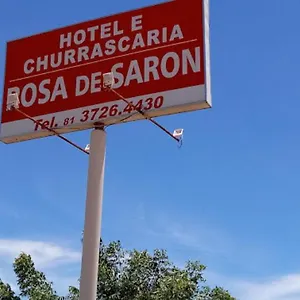 HOTEL E
CHURRASCARIA
ROSA DE SARON
Tel. 81 3726.4430